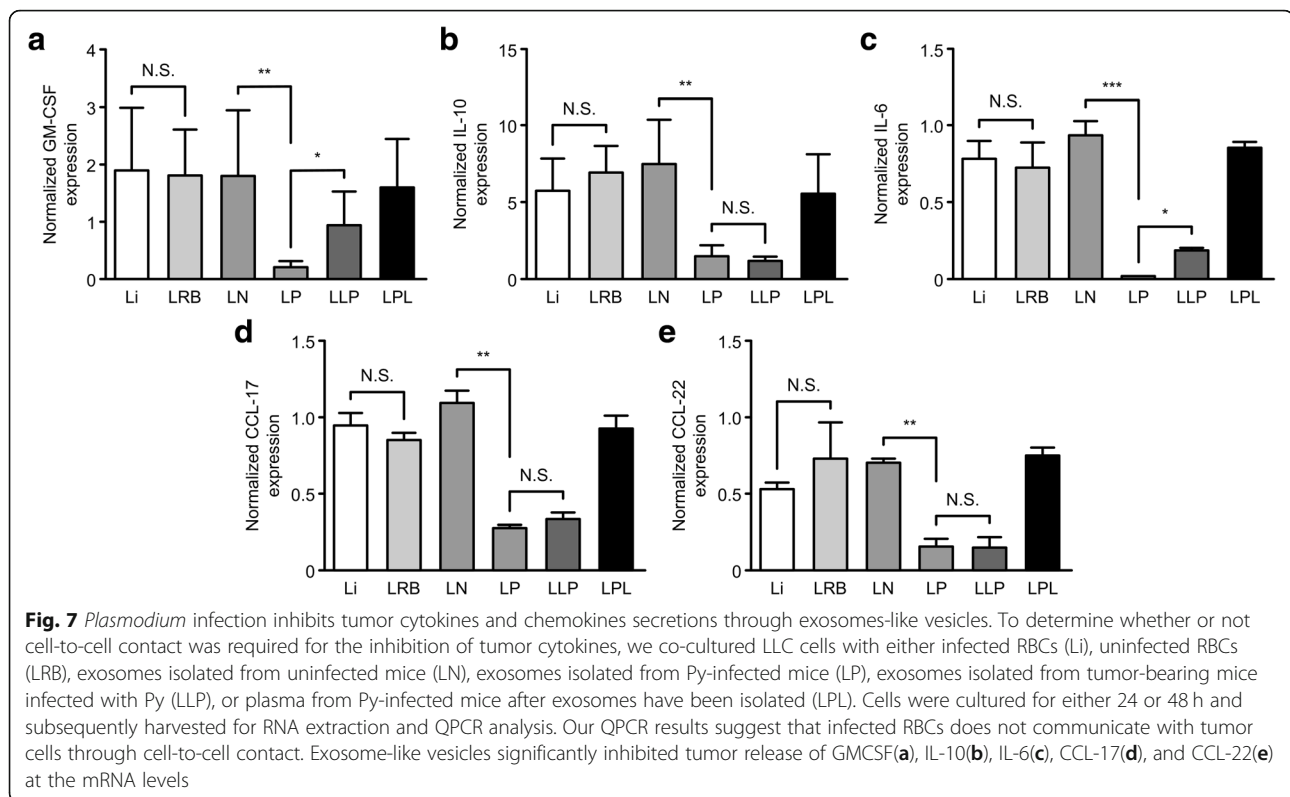 a
Normalized GM-CSF
expression
4
3
2
1
0
N.S.
**
*
Li LRB LN LP LLP LPL
b
Normalized IL-10
expression
15
10
5
0
N.S.
**
N.S.
Li LRB LN LP LLP LPL
c
Normalized IL-6
expression
1.5
1.0
0.5
0
N.S.
***
*
Li LRB LN LP LLP LPL
d
Normalized CCL-17
expression
1.5
1.0
0.5
0
N.S.
**
N.S.
Li LRB LN LP LLP LPL
e
Normalized CCL-22
expression
1.5
1.0
0.5
0
N.S.
**
N.S.
Li LRB LN LP LLP LPL
Fig. 7 Plasmodium infection inhibits tumor cytokines and chemokines secretions through exosomes-like vesicles. To determine whether or not
cell-to-cell contact was required for the inhibition of tumor cytokines, we co-cultured LLC cells with either infected RBCs (Li), uninfected RBCs
(LRB), exosomes isolated from uninfected mice (LN), exosomes isolated from Py-infected mice (LP), exosomes isolated from tumor-bearing mice
infected with Py (LLP), or plasma from Py-infected mice after exosomes have been isolated (LPL). Cells were cultured for either 24 or 48 h and
subsequently harvested for RNA extraction and QPCR analysis. Our QPCR results suggest that infected RBCs does not communicate with tumor
cells through cell-to-cell contact. Exosome-like vesicles significantly inhibited tumor release of GMCSF(a), IL-10(b), IL-6(c), CCL-17(d), and CCL-22(e)
at the mRNA levels